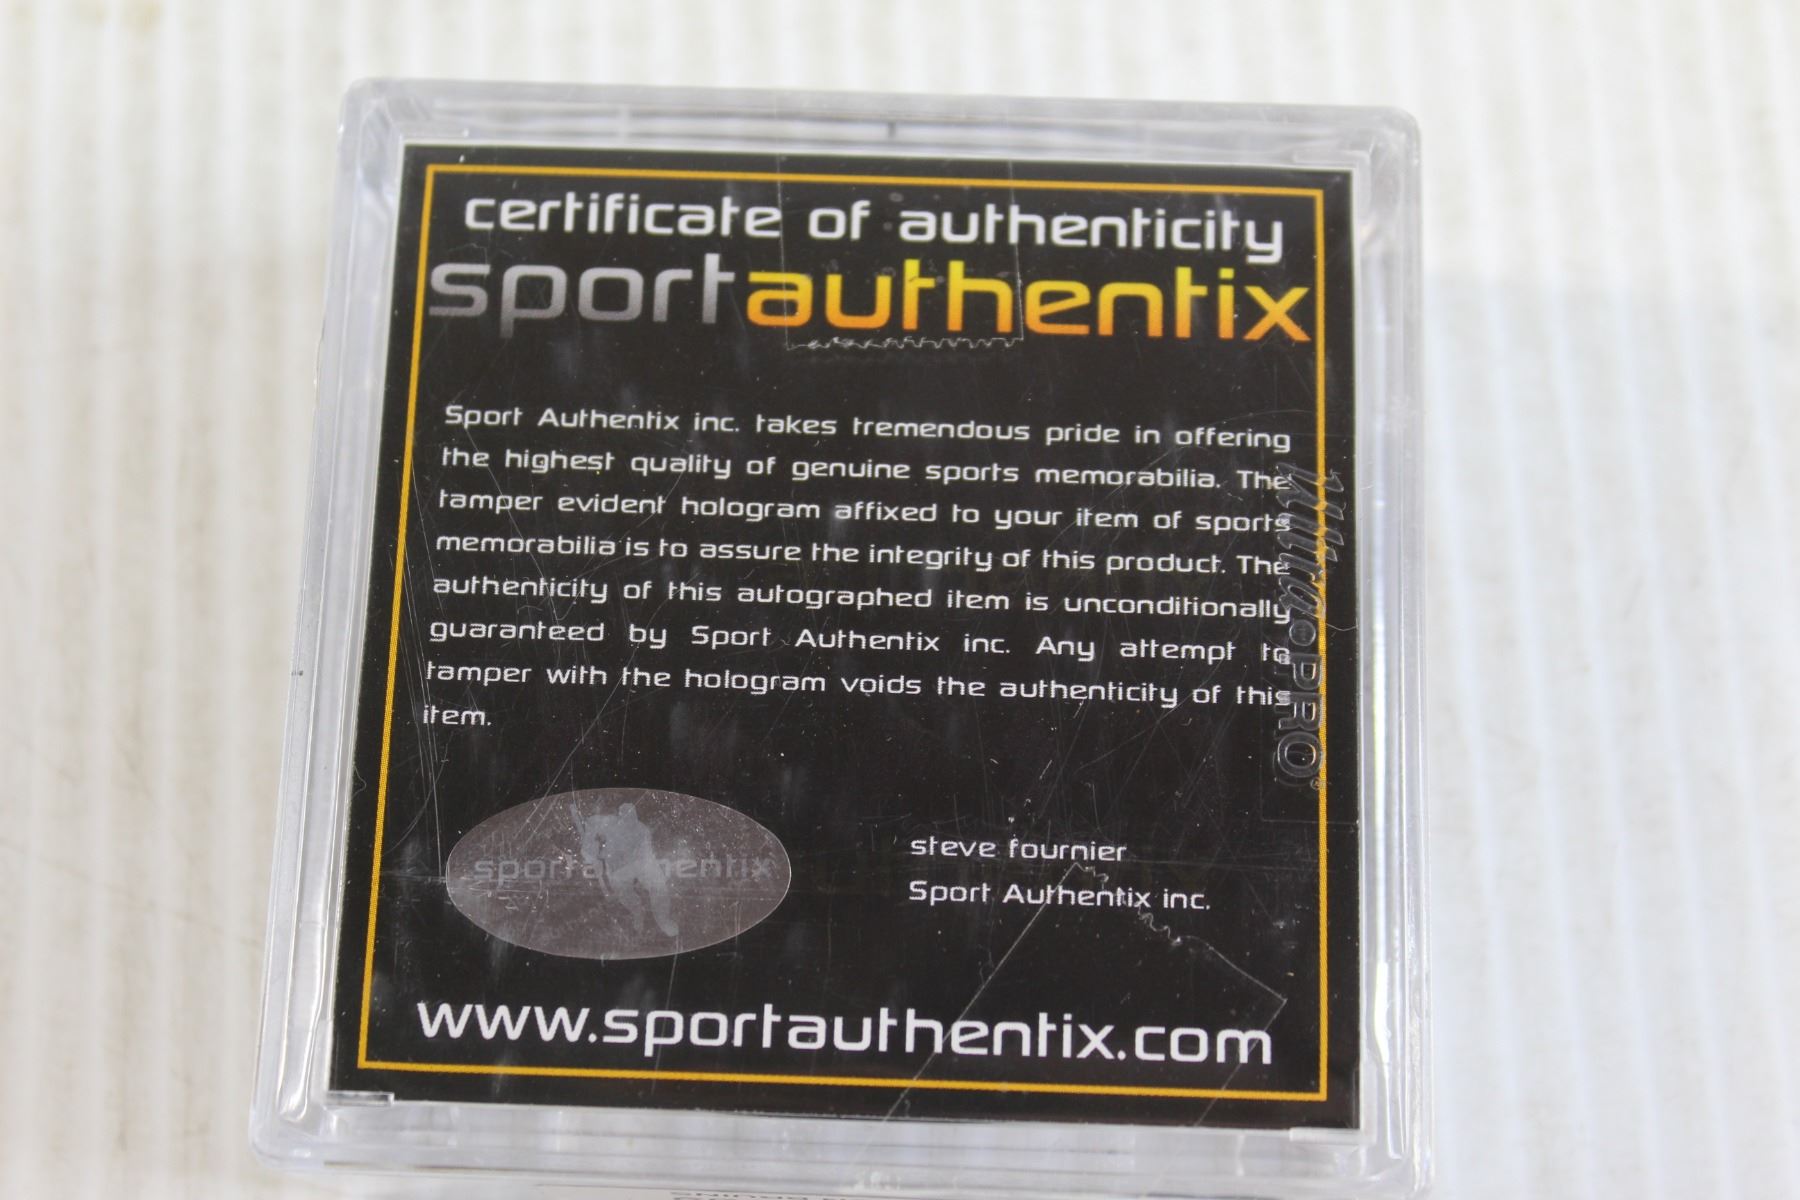 certificate of authenticity
sportauthentix
Sport Authentix inc. takes tremendous pride in offering
the highest quality of genuine sports memorabilia. The
tamper evident hologram affixed to your item of sports
memorabilia is to assure the integrity of this product. The
authenticity of this autographed item is unconditionally
guaranteed by Sport Authentix inc. Any attempt to
tamper with the hologram voids the authenticity of this
item.
Ultra•PRO®
sportauthentix
steve fournier
Sport Authentix inc.
www.sportauthentix.com